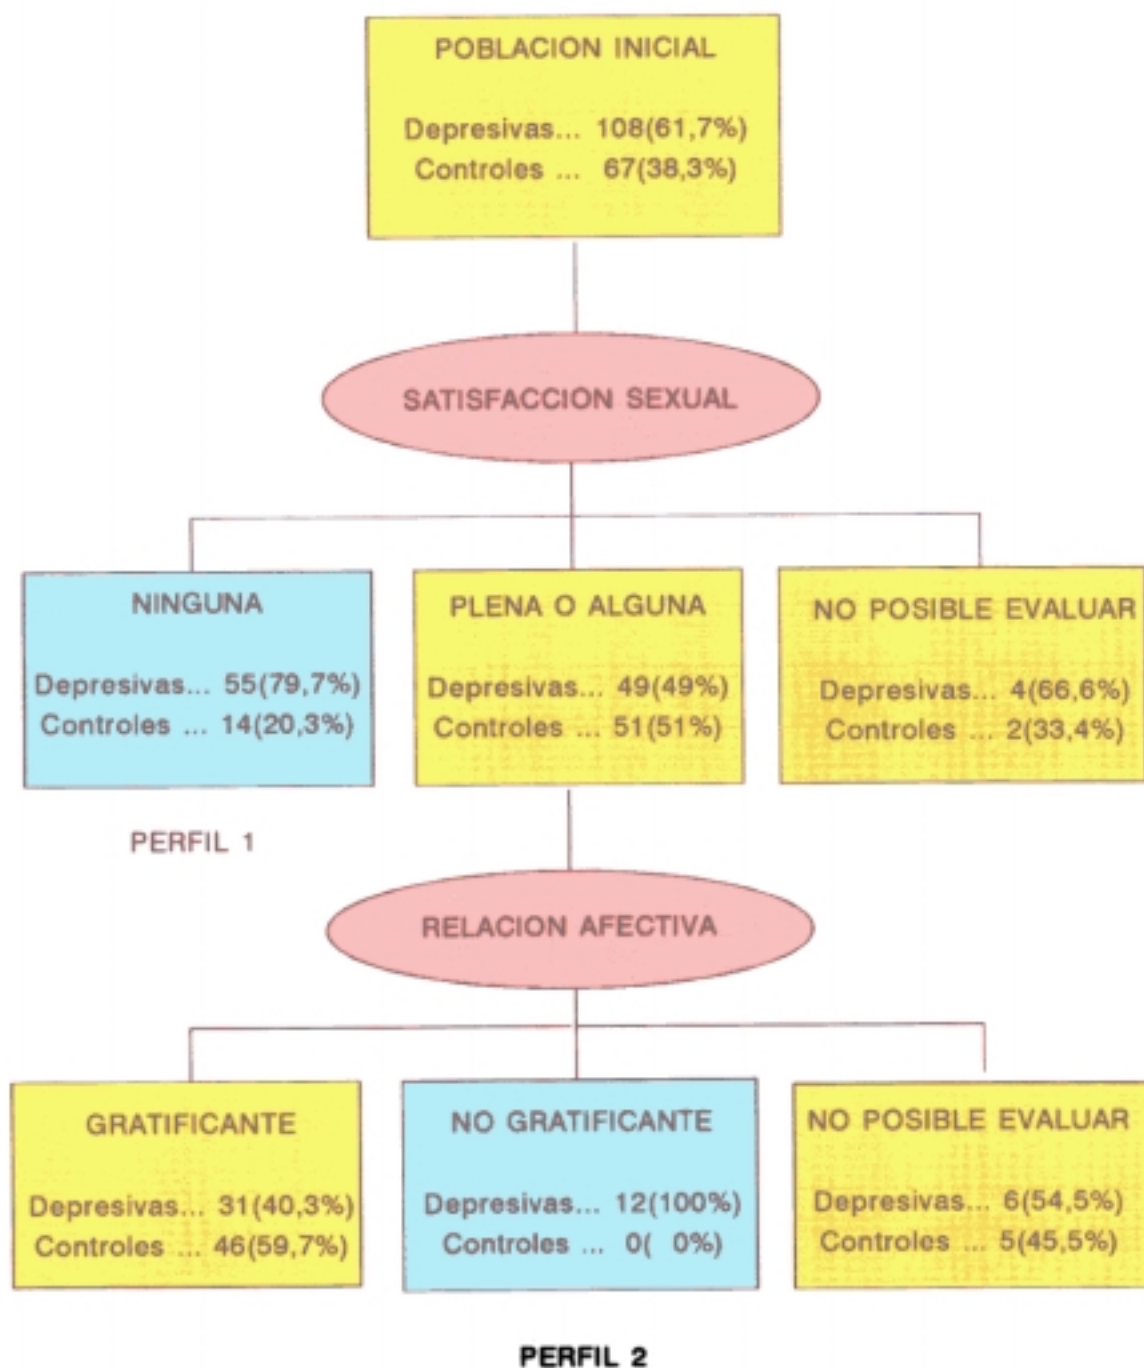 POBLACION INICIAL
Depresivas... 108(61,7%)
Controles ... 67(38,3%)
SATISFACCION SEXUAL
NINGUNA
Depresivas... 55(79,7%)
Controles ... 14(20,3%)
PERFIL 1
PLENA O ALGUNA
Depresivas... 49(49%)
Controles ... 51(51%)
NO POSIBLE EVALUAR
Depresivas... 4(66,6%)
Controles ... 2(33,4%)
RELACION AFECTIVA
GRATIFICANTE
Depresivas... 31(40,3%)
Controles ... 46(59,7%)
NO GRATIFICANTE
Depresivas... 12(100%)
Controles ... 0( 0%)
PERFIL 2
NO POSIBLE EVALUAR
Depresivas... 6(54,5%)
Controles ... 5(45,5%)